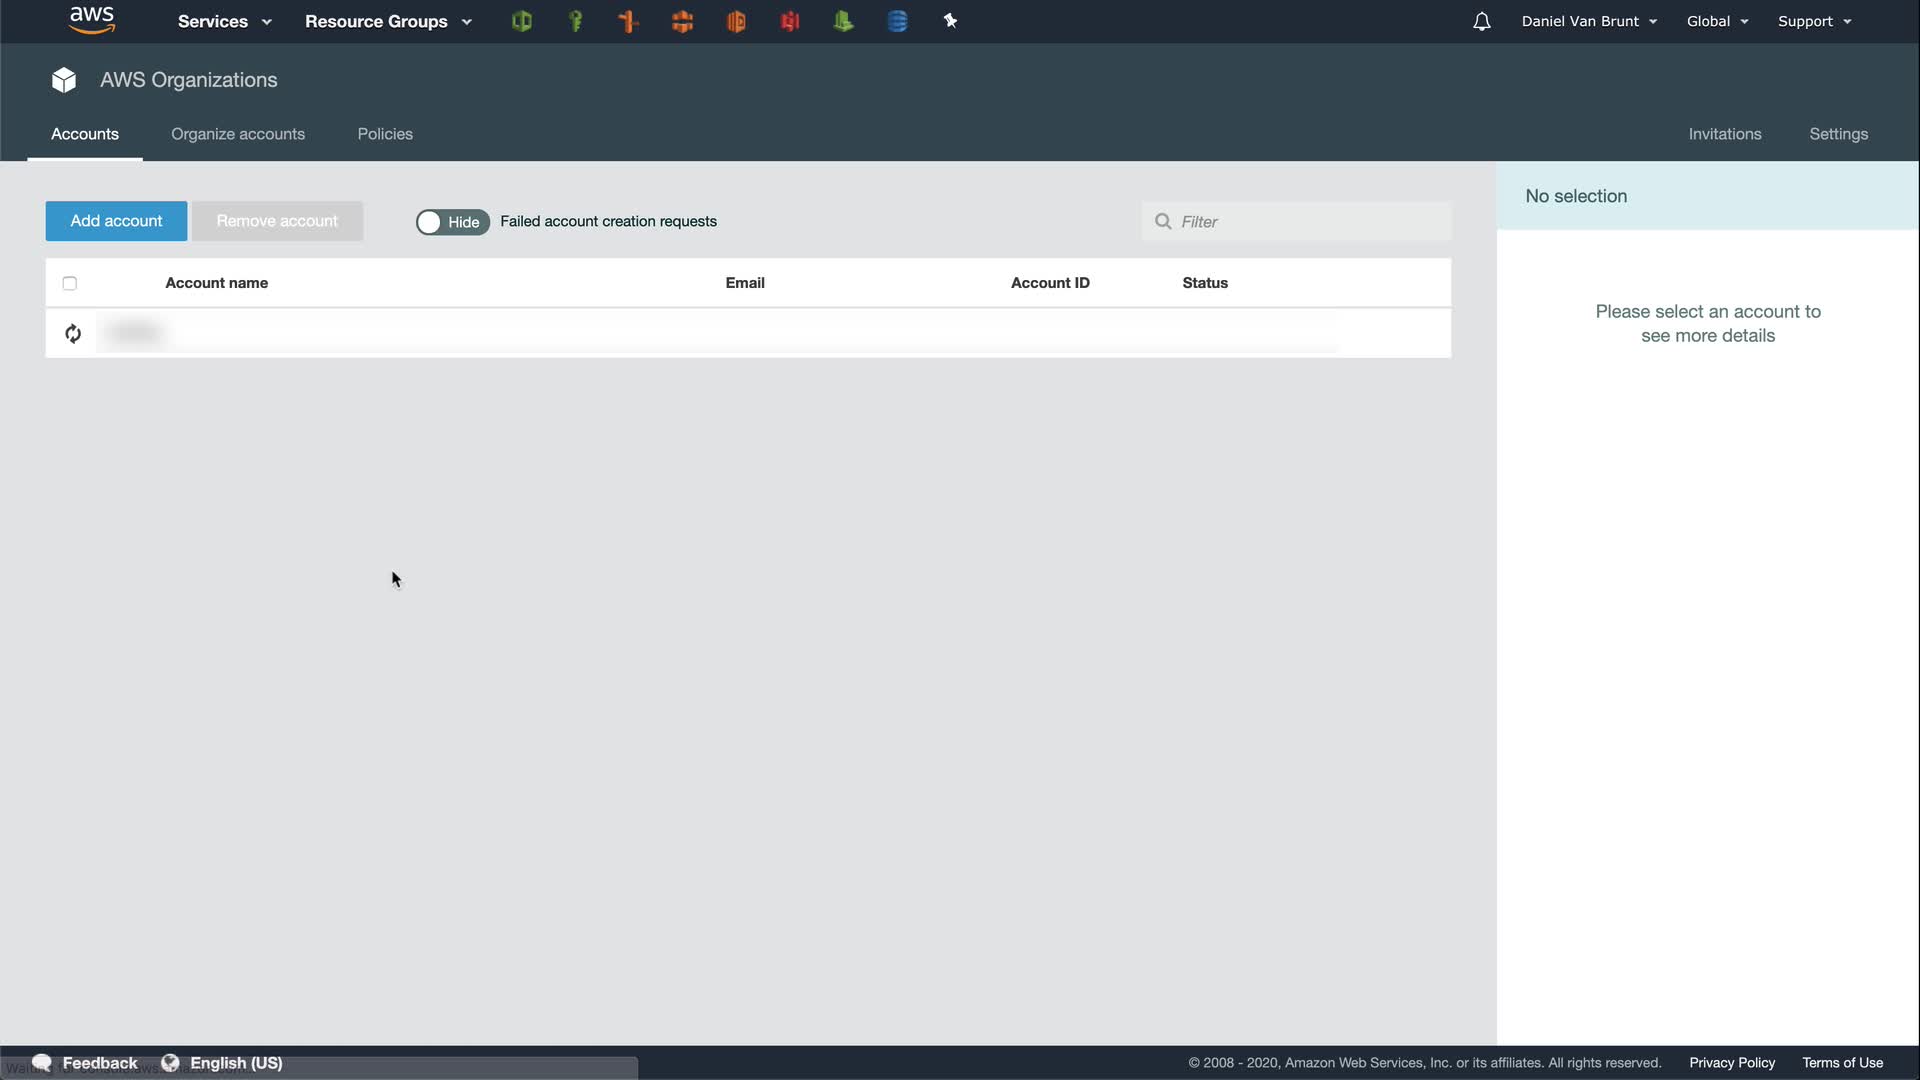 aws Services Resource Groups Daniel Van Brunt Global Support
AWS Organizations
Accounts Organize accounts Policies Invitations Settings
No selection
Add account Remove account Hide Failed account creation requests Filter
Account name Email Account ID Status
Please select an account to
see more details
Feedback English (US) © 2008 - 2020, Amazon Web Services, Inc. or its affiliates. All rights reserved. Privacy Policy Terms of Use